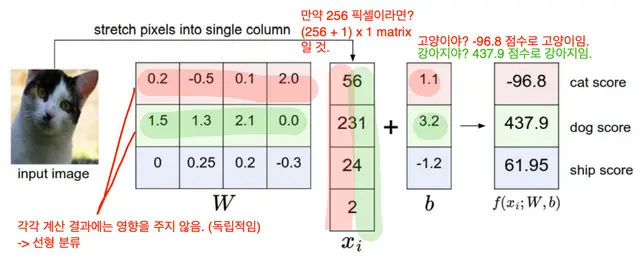 stretch pixels into single column
만약 256 픽셀이라면?
(256 + 1) x 1 matrix
일 것.
고양이야? -96.8 점수로 고양이임.
강아지야? 437.9 점수로 강아지임.
0.2 -0.5 0.1 2.0
1.5 1.3 2.1 0.0
0 0.25 0.2 -0.3
W
56
231
24
2
x_i
+
1.1
3.2
-1.2
b
-96.8
437.9
61.95
f(x_i; W, b)
cat score
dog score
ship score
input image
각각 계산 결과에는 영향을 주지 않음. (독립적임)
-> 선형 분류